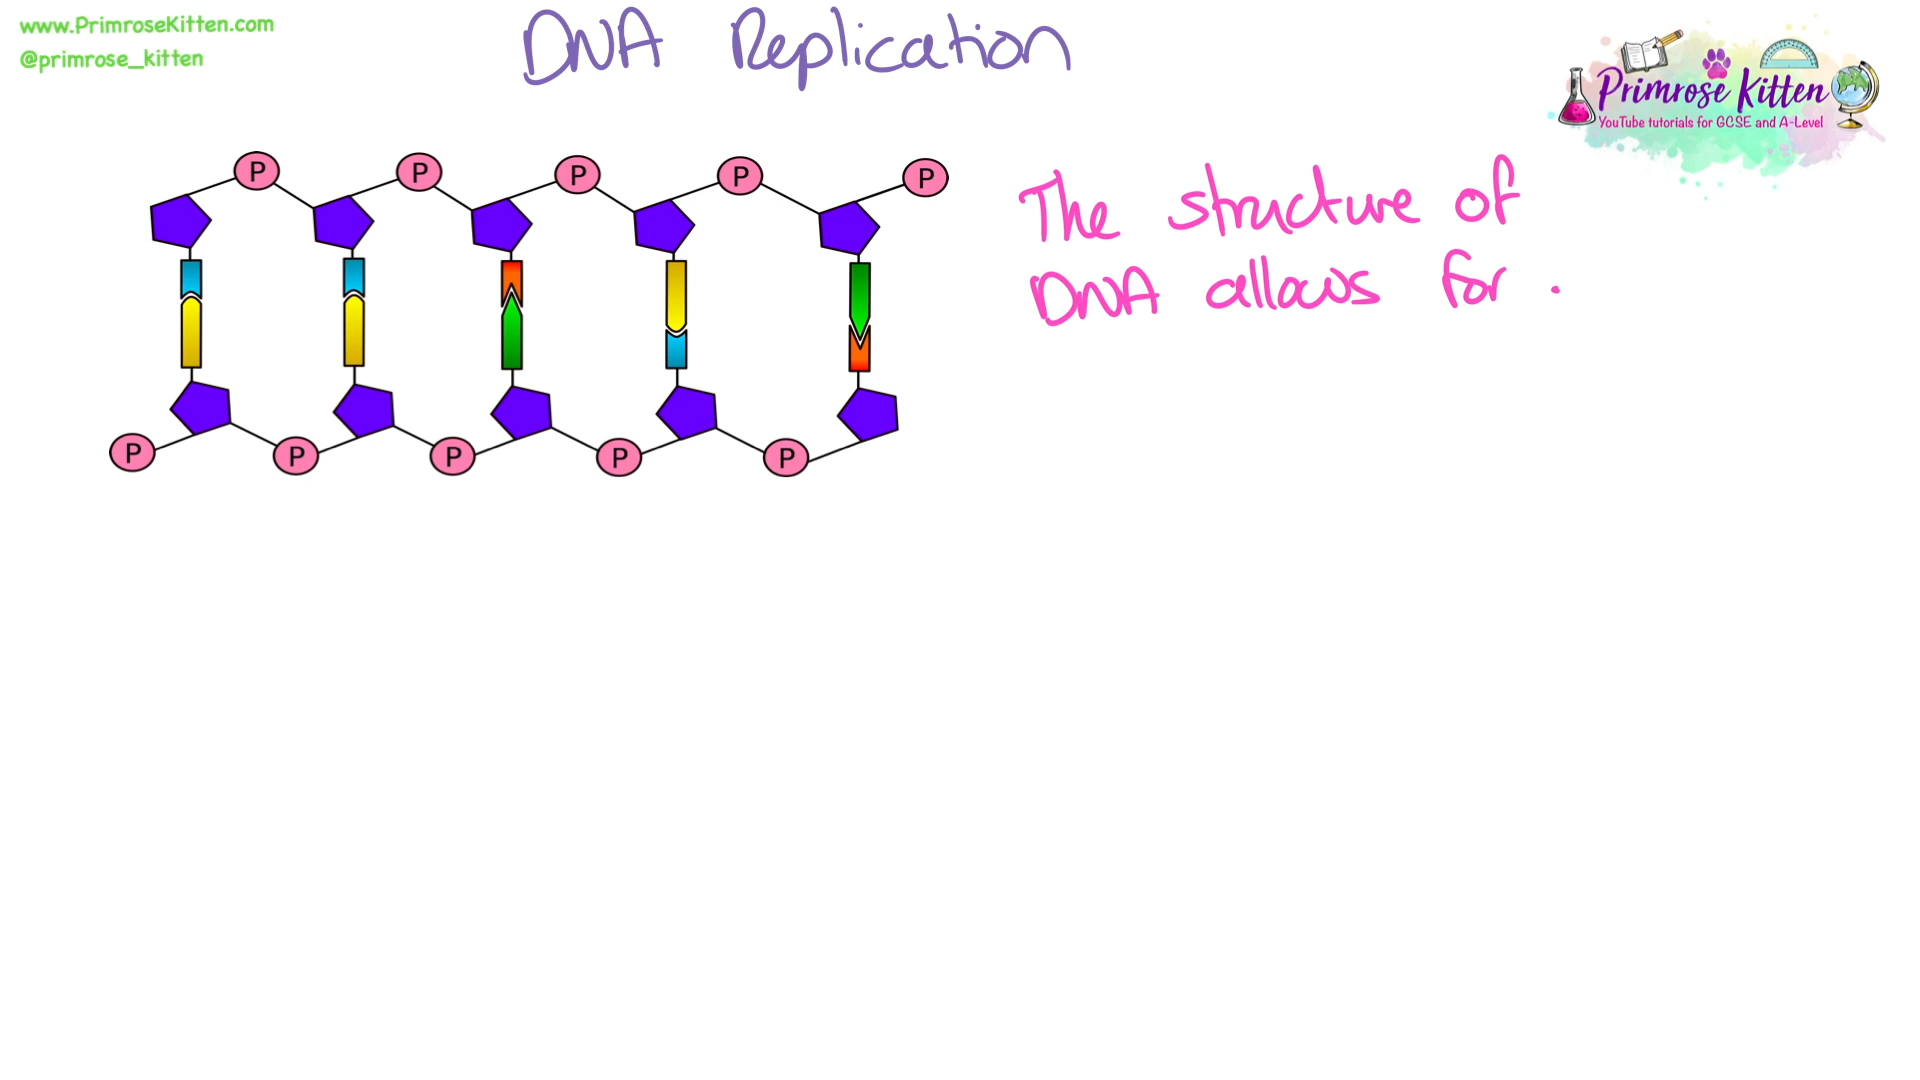 www.PrimroseKitten.com
@primrose_kitten
DNA Replication
Primrose Kitten
YouTube tutorials for GCSE and A-Level
P P P P P
The structure of
DNA allows for .
P P P P P